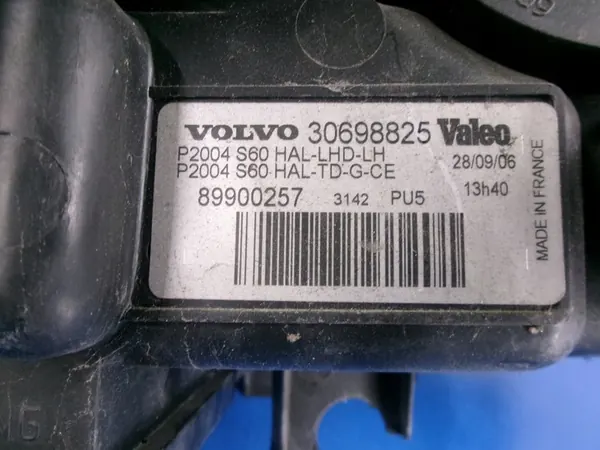 VOLVO 30698825 Valeo
P2004 S60 HAL-LHD-LH
P2004 S60 HAL-TD-G-CE
28/09/06
13h40
89900257 3142 PU5
MADE IN FRANCE